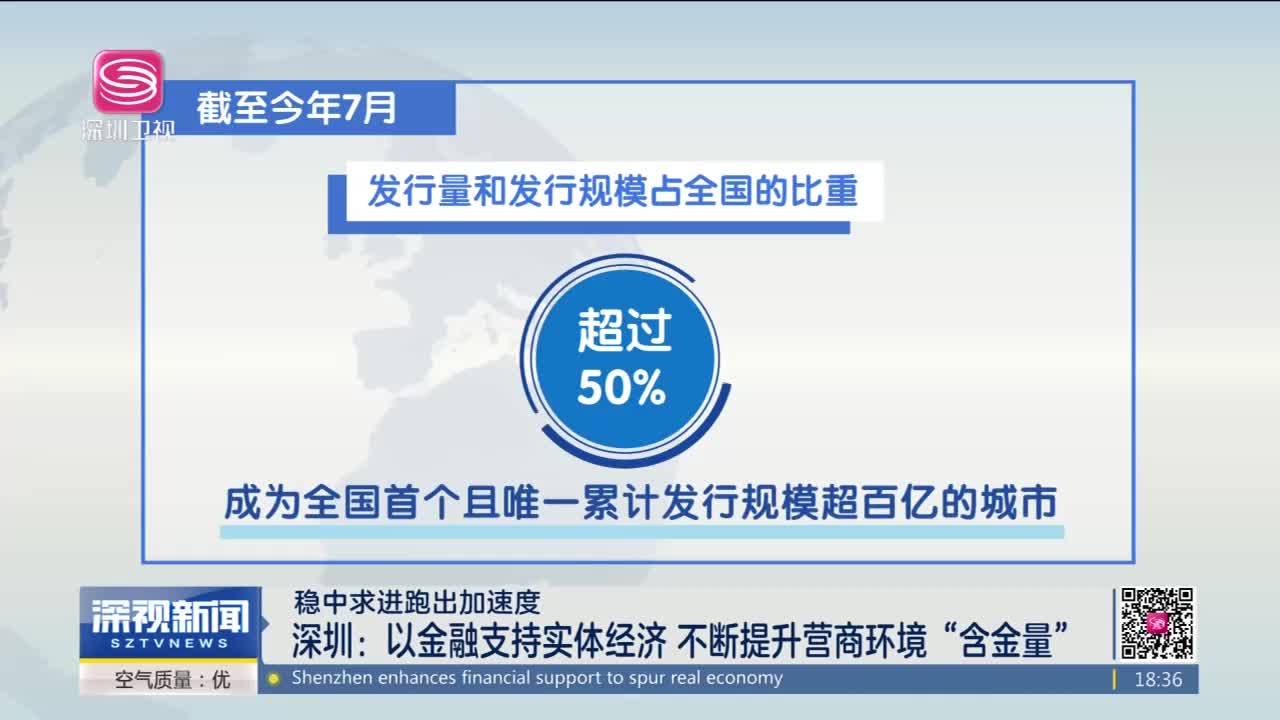 深圳卫视
截至今年7月
发行量和发行规模占全国的比重
超过
50%
成为全国首个且唯一累计发行规模超百亿的城市
深视新闻
SZTVNEWS
稳中求进跑出加速度
深圳：以金融支持实体经济 不断提升营商环境“含金量”
空气质量：优
Shenzhen enhances financial support to spur real economy
18:36